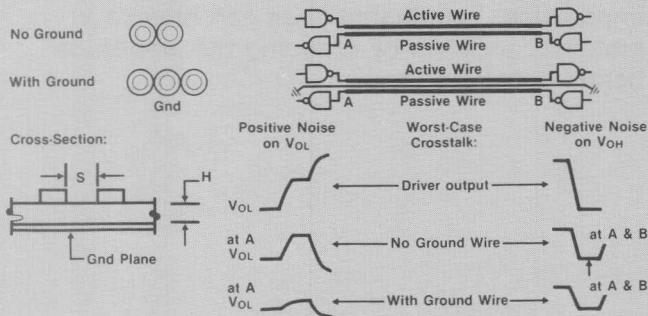 No Ground
With Ground
Gnd
Active Wire
A
Passive Wire
B
Active Wire
A
Passive Wire
B
Cross-Section:
S
H
Gnd Plane
Positive Noise
on VOL
Worst-Case
Crosstalk:
Negative Noise
on VOH
VOL
Driver output
at A
VOL
No Ground Wire
at A & B
at A & B
at A
VOL
With Ground Wire